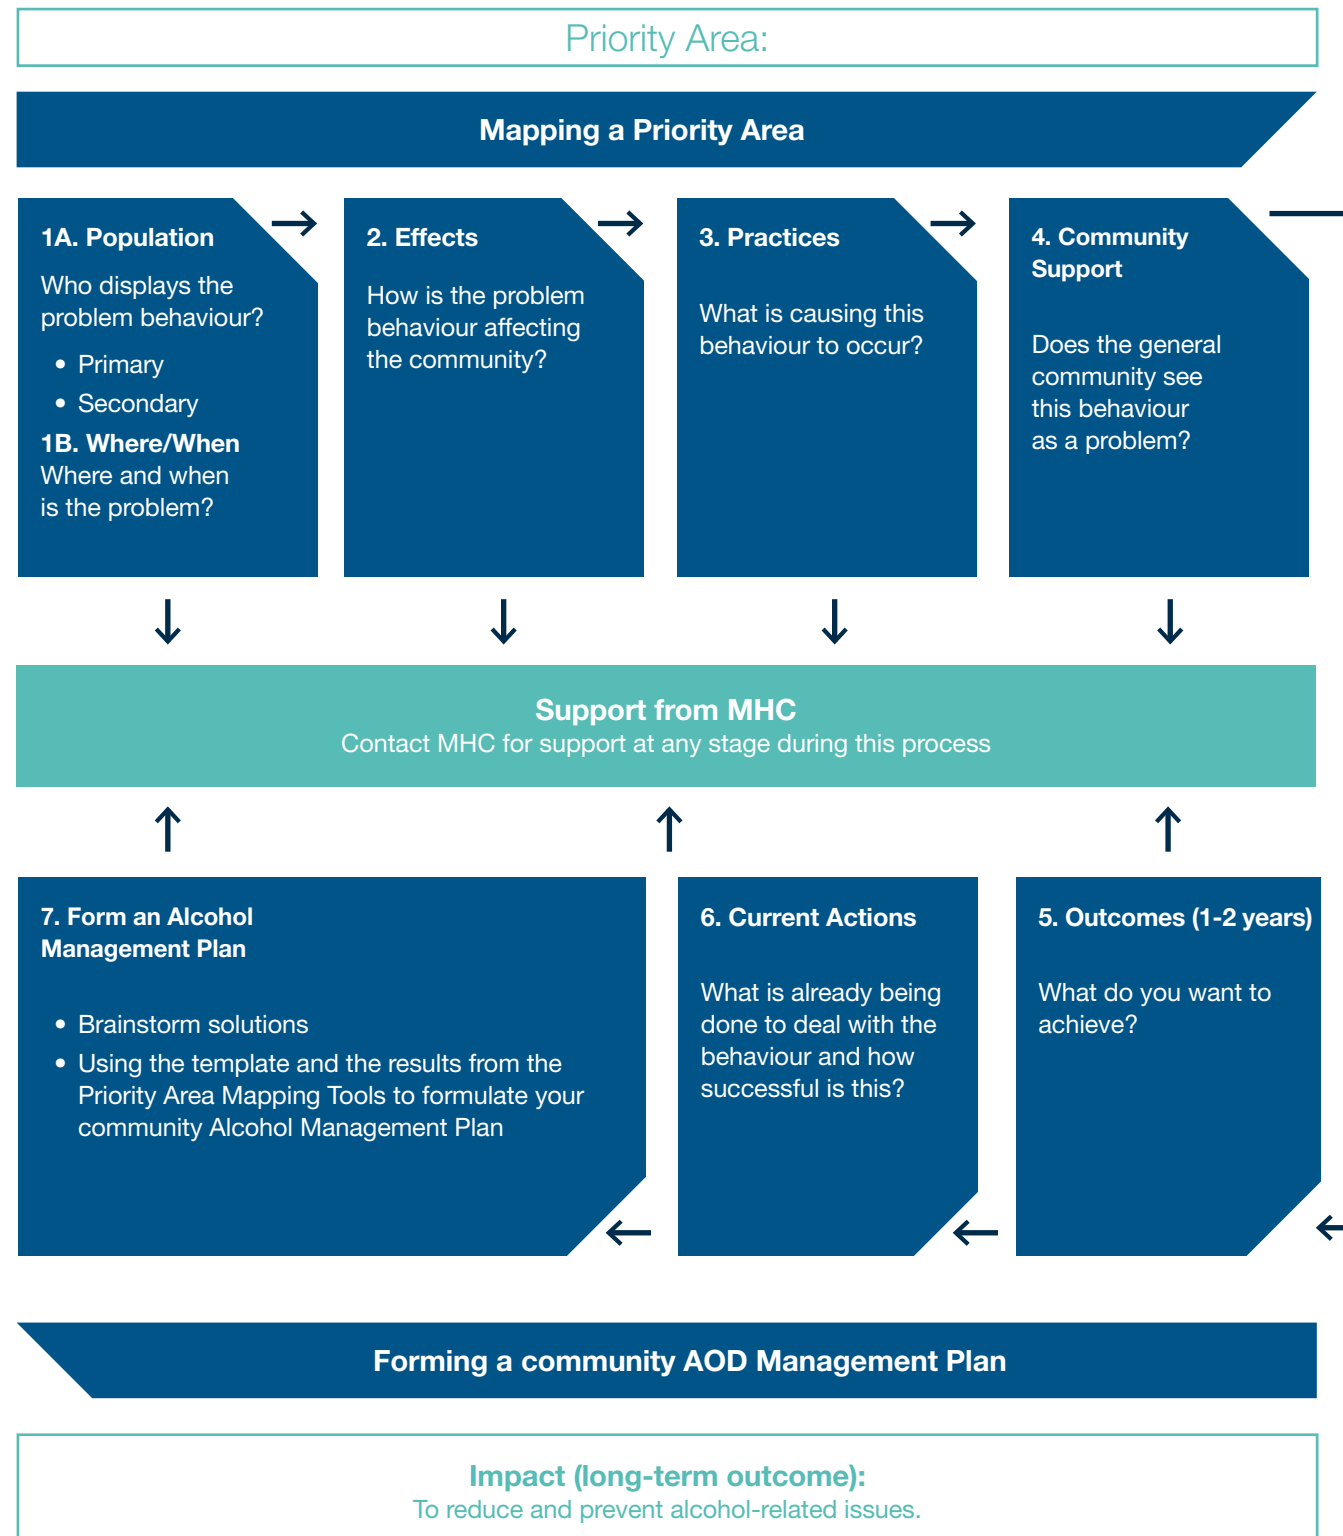 Priority Area:
Mapping a Priority Area
1A. Population
Who displays the
problem behaviour?
• Primary
• Secondary
1B. Where/When
Where and when
is the problem?
2. Effects
How is the problem
behaviour affecting
the community?
3. Practices
What is causing this
behaviour to occur?
4. Community
Support
Does the general
community see
this behaviour
as a problem?
Support from MHC
Contact MHC for support at any stage during this process
7. Form an Alcohol
Management Plan
• Brainstorm solutions
• Using the template and the results from the
Priority Area Mapping Tools to formulate your
community Alcohol Management Plan
6. Current Actions
What is already being
done to deal with the
behaviour and how
successful is this?
5. Outcomes (1-2 years)
What do you want to
achieve?
Forming a community AOD Management Plan
Impact (long-term outcome):
To reduce and prevent alcohol-related issues.